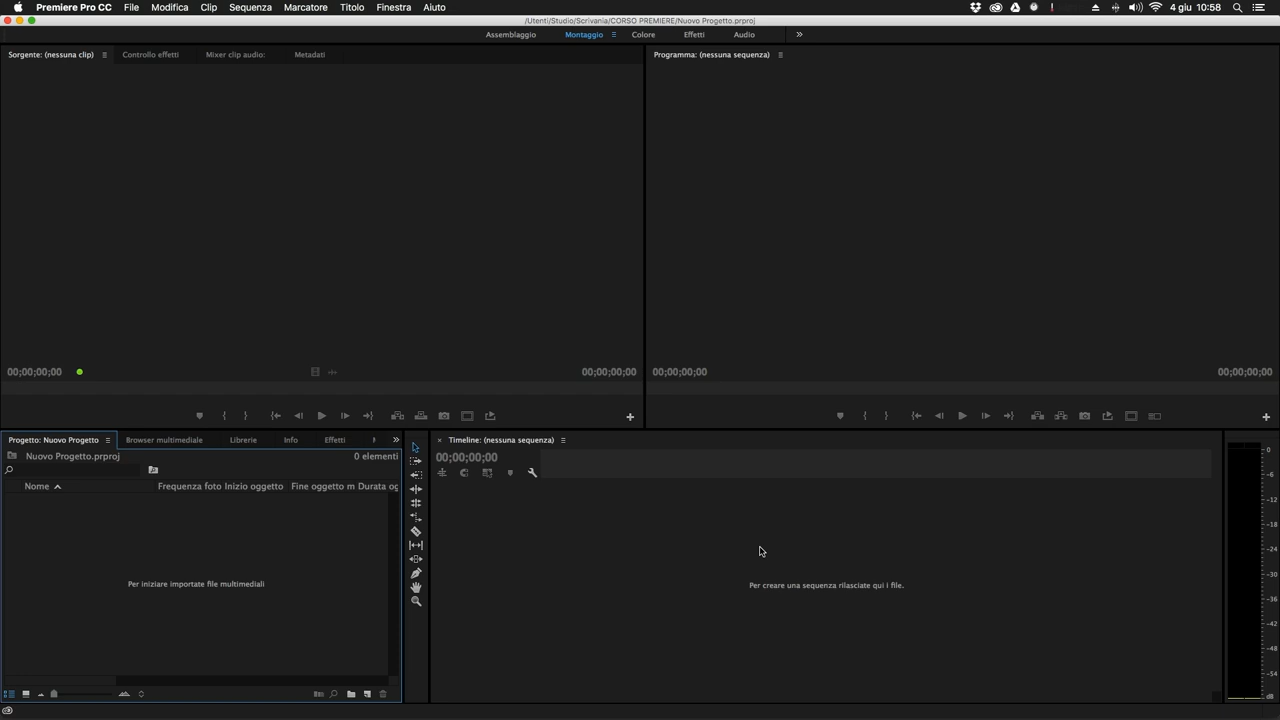 Premiere Pro CC File Modifica Clip Sequenza Marcatore Titolo Finestra Aiuto 4 giu 10:58
/Utenti/Studio/Scrivania/CORSO PREMIERE/Nuovo Progetto.prproj
Assemblaggio Montaggio Colore Effetti Audio
Sorgente: (nessuna clip) Controllo effetti Mixer clip audio: Metadati
Programma: (nessuna sequenza)
00;00;00;00 00;00;00;00
00;00;00;00 00;00;00;00
Progetto: Nuovo Progetto Browser multimediale Librerie Info Effetti
Timeline: (nessuna sequenza)
Nuovo Progetto.prproj 0 elementi
00;00;00;00
Nome Frequenza foto Inizio oggetto Fine oggetto m Durata og
Per iniziare importate file multimediali
Per creare una sequenza rilasciate qui i file.
0
-6
-12
-18
-24
-30
-36
-42
-48
-54
dB